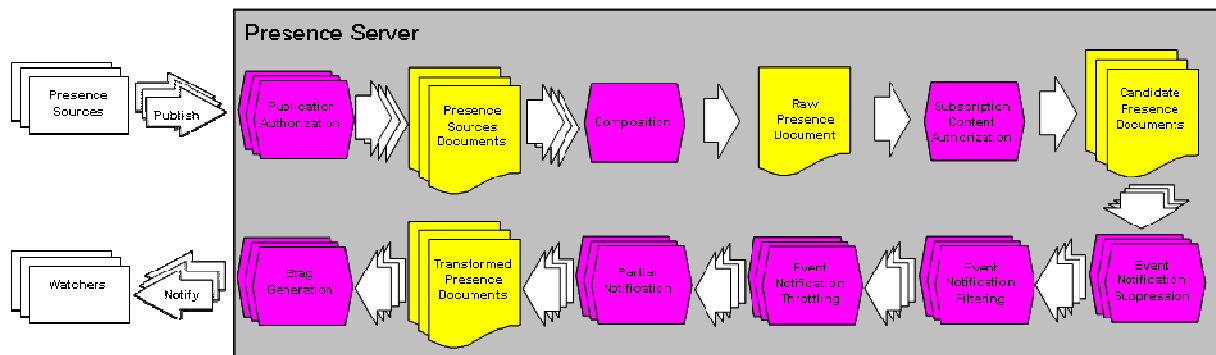 Presence Server
Presence
Sources
Publish
Publication
Authorization
Presence
Sources
Documents
Composition
Raw
Presence
Document
Subscription
Content
Authorization
Candidate
Presence
Documents
Watchers
Notify
Etag
Generation
Transformed
Presence
Documents
Partial
Notification
Event
Notification
Throttling
Event
Notification
Filtering
Event
Notification
Suppression